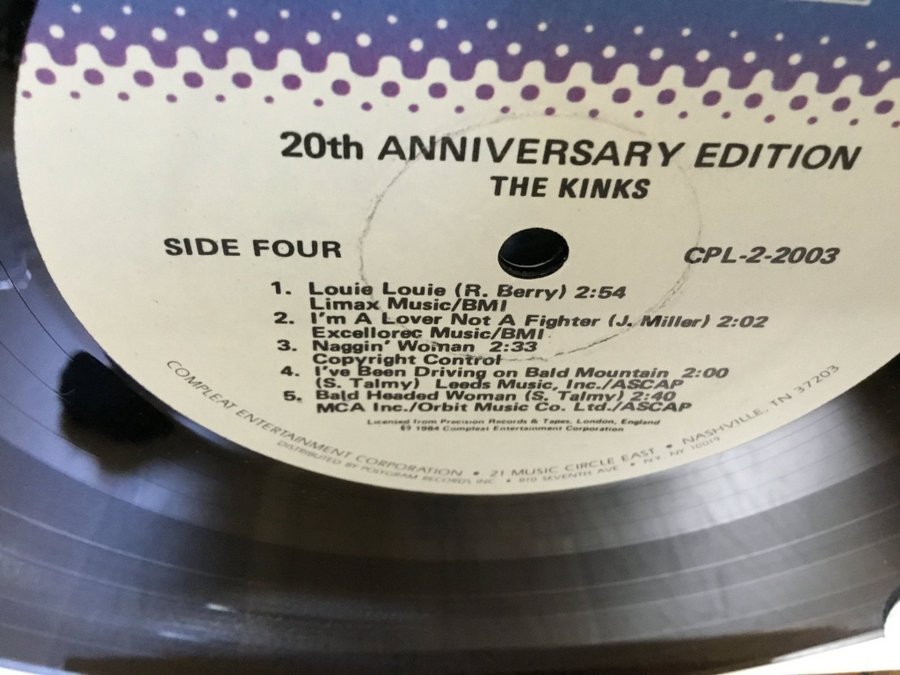 20th ANNIVERSARY EDITION
THE KINKS
SIDE FOUR
CPL-2-2003
1. Louie Louie (R. Berry) 2:54
Limax Music/BMI
2. I'm A Lover Not A Fighter (J. Miller) 2:02
Excellorec Music/BMI
3. Naggin' Woman 2:33
Copyright Control
4. I've Been Driving on Bald Mountain 2:00
(S. Talmy) Leeds Music, Inc./ASCAP
5. Bald Headed Woman (S. Talmy) 2:40
MCA Inc./Orbit Music Co. Ltd./ASCAP
Licensed from Precision Records & Tapes, London, England
℗ 1984 Compleat Entertainment Corporation
COMPLEAT ENTERTAINMENT CORPORATION • 21 MUSIC CIRCLE EAST • NASHVILLE, TN 37203
DISTRIBUTED BY POLYGRAM RECORDS INC • 810 SEVENTH AVE • N.Y. NY 10019